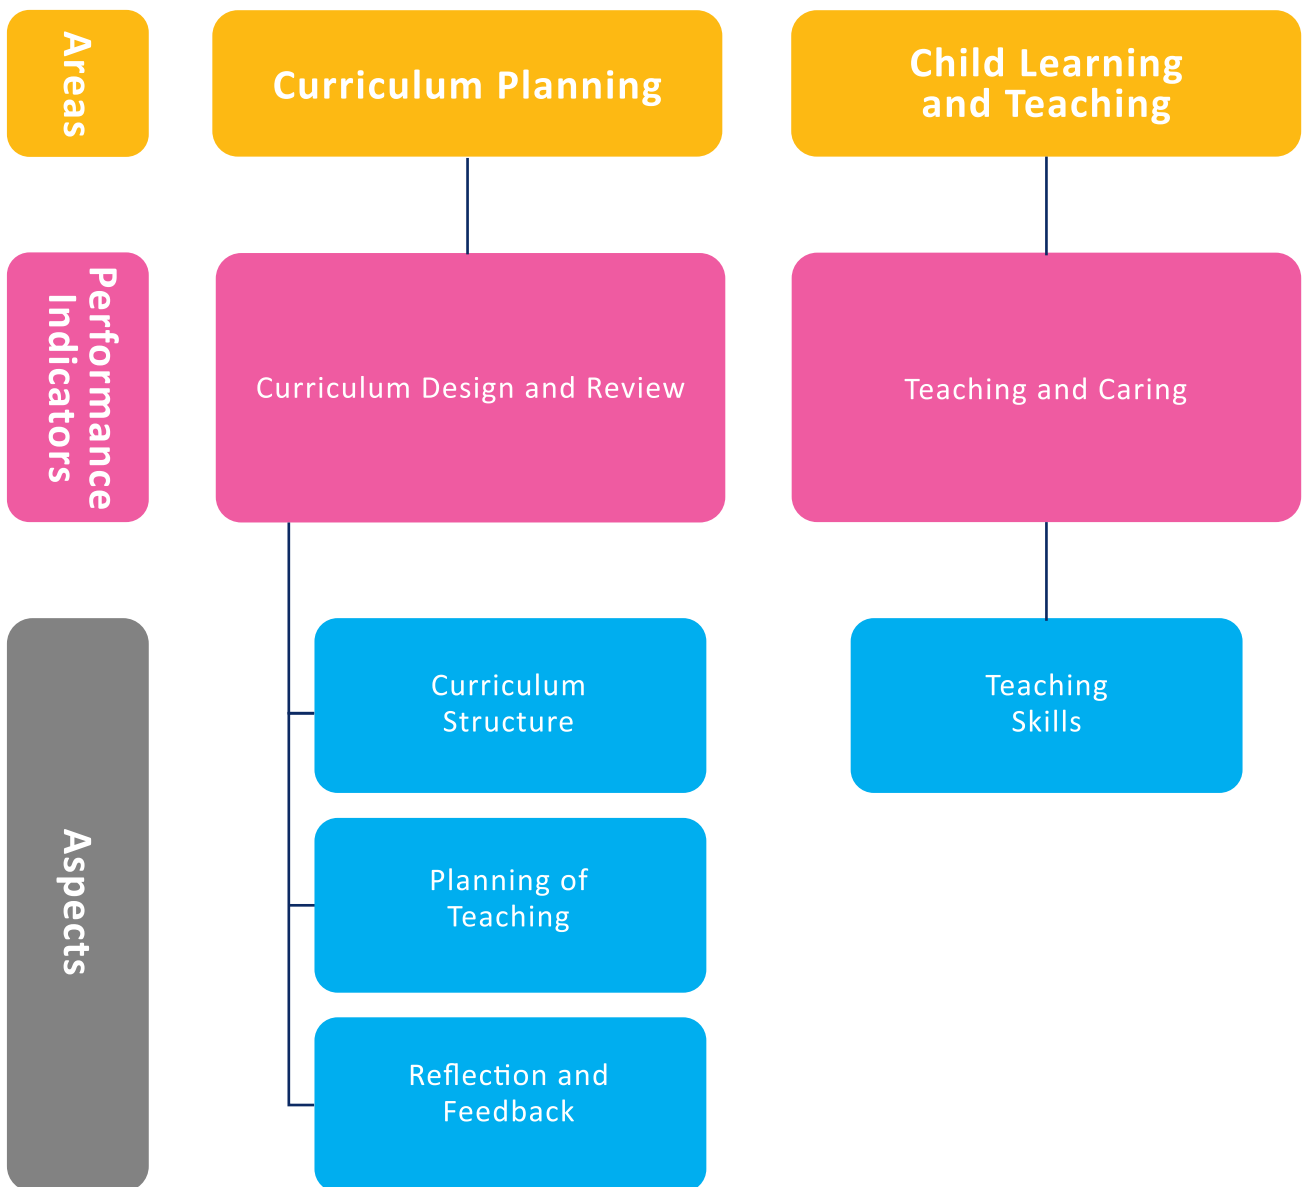 Areas
Curriculum Planning
Child Learning
and Teaching
Performance
Indicators
Curriculum Design and Review
Teaching and Caring
Aspects
Curriculum
Structure
Teaching
Skills
Planning of
Teaching
Reflection and
Feedback